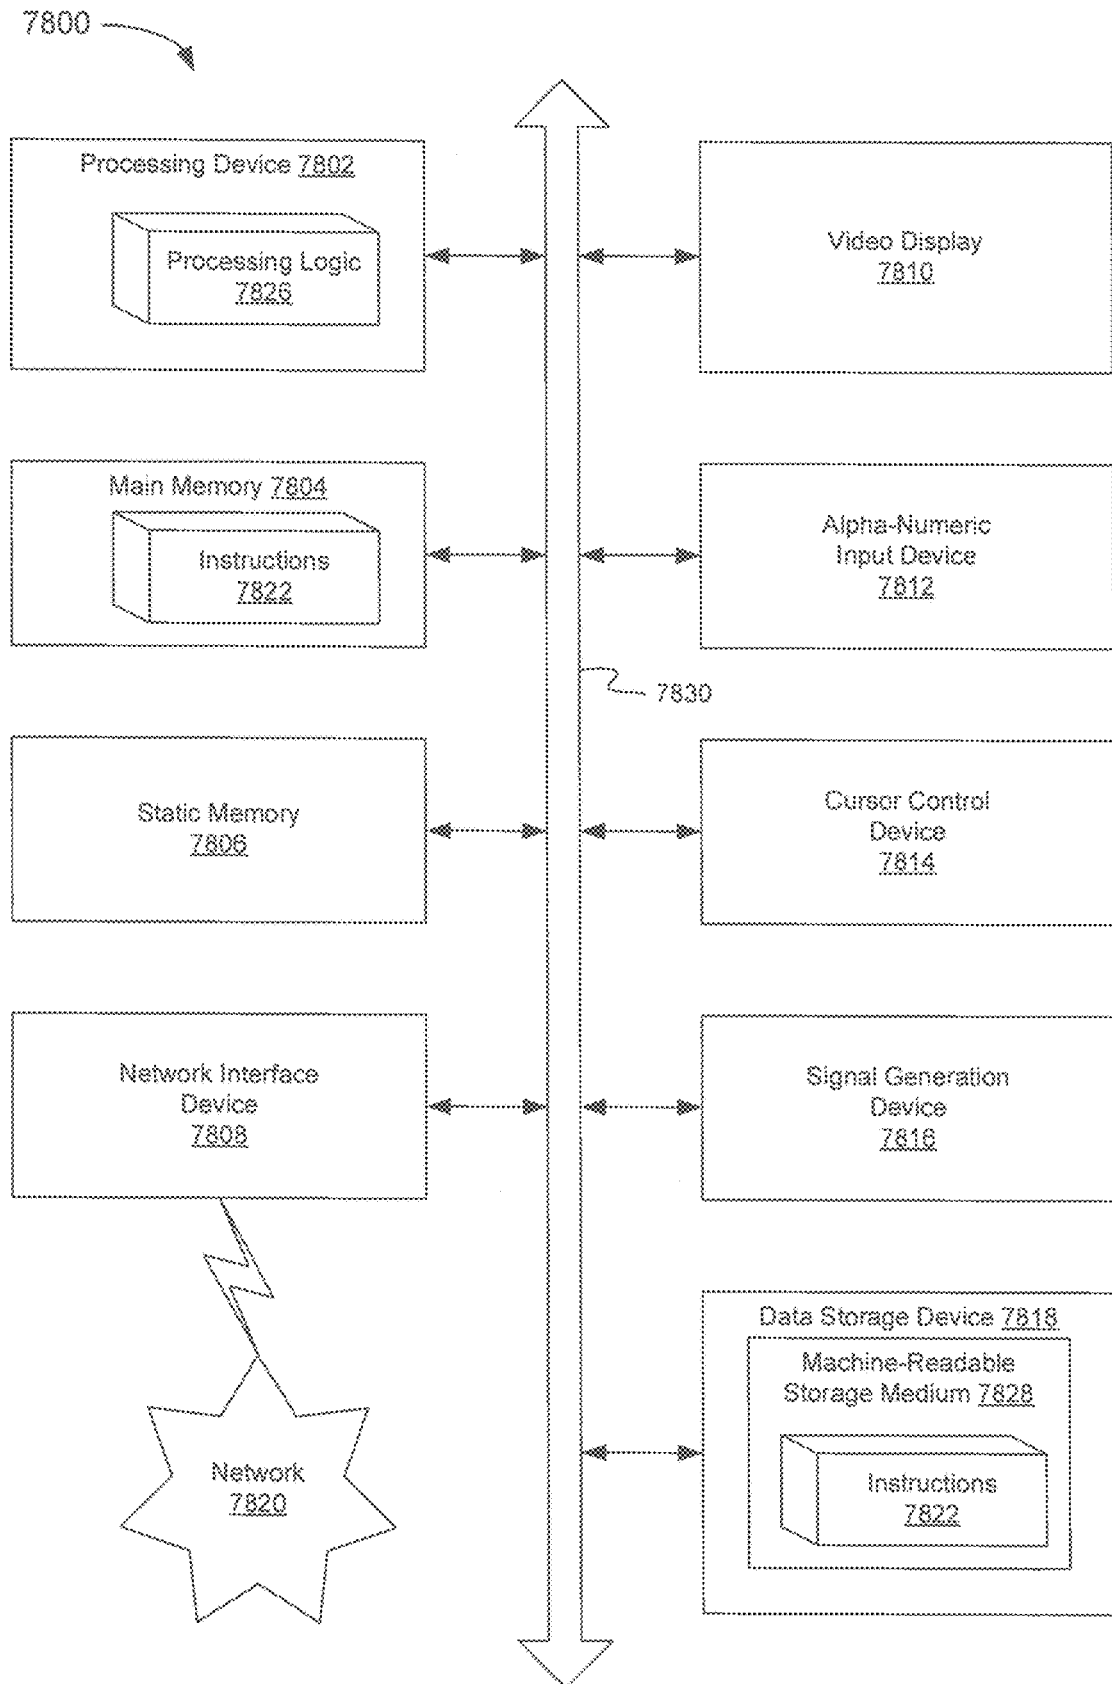 7800
Processing Device 7802
Processing Logic
7826
Video Display
7810
Main Memory 7804
Instructions
7822
Alpha-Numeric
Input Device
7812
7830
Static Memory
7806
Cursor Control
Device
7814
Network Interface
Device
7808
Signal Generation
Device
7816
Data Storage Device 7818
Machine-Readable
Storage Medium 7828
Instructions
7822
Network
7820